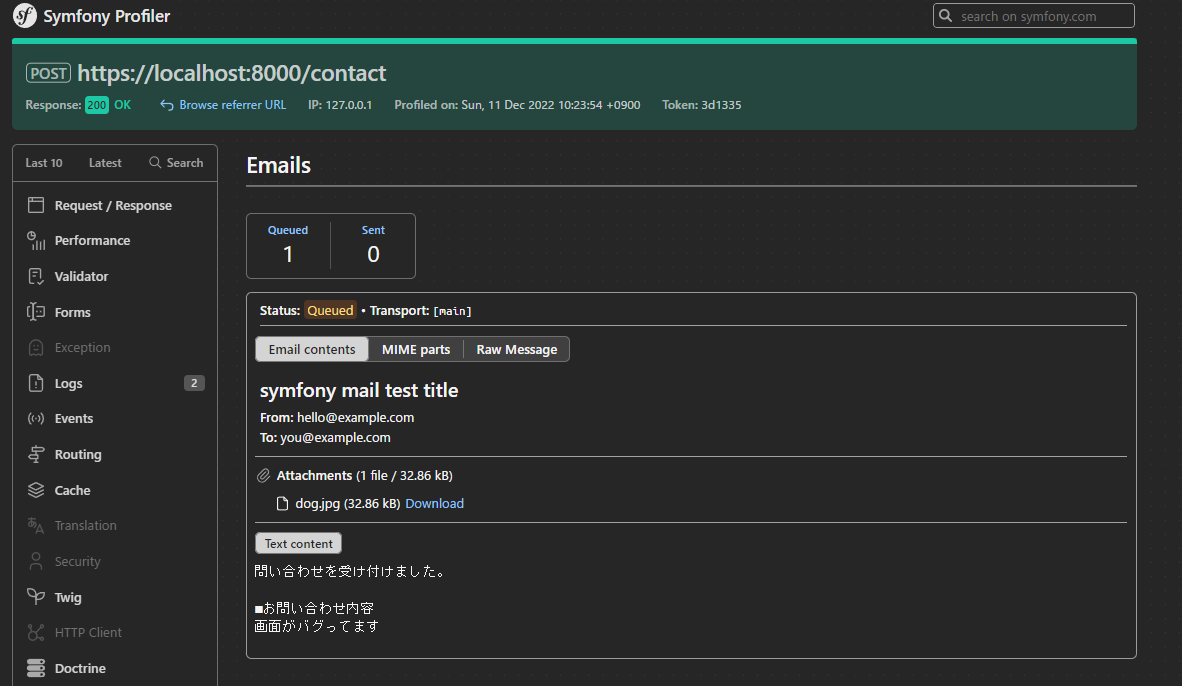 sf Symfony Profiler
search on symfony.com
POST https://localhost:8000/contact
Response: 200 OK Browse referrer URL IP: 127.0.0.1 Profiled on: Sun, 11 Dec 2022 10:23:54 +0900 Token: 3d1335
Last 10 Latest Search
Request / Response
Performance
Validator
Forms
Exception
Logs 2
Events
Routing
Cache
Translation
Security
Twig
HTTP Client
Doctrine
Emails
Queued Sent
1 0
Status: Queued • Transport: [main]
Email contents MIME parts Raw Message
symfony mail test title
From: hello@example.com
To: you@example.com
Attachments (1 file / 32.86 kB)
dog.jpg (32.86 kB) Download
Text content
問い合わせを受け付けました。
■お問い合わせ内容
画面がバグってます